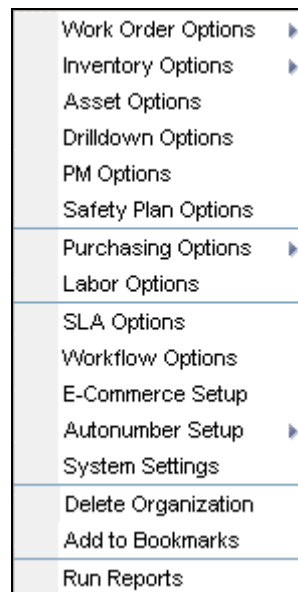 Work Order Options
Inventory Options
Asset Options
Drilldown Options
PM Options
Safety Plan Options
Purchasing Options
Labor Options
SLA Options
Workflow Options
E-Commerce Setup
Autonumber Setup
System Settings
Delete Organization
Add to Bookmarks
Run Reports